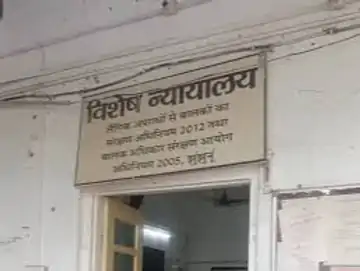 विशेष न्यायालय
लैंगिक अपराधों से बालकों का
संरक्षण अधिनियम 2012 तथा
बालक अधिकार संरक्षण आयोग
अधिनियम 2005, झुंझुनूं